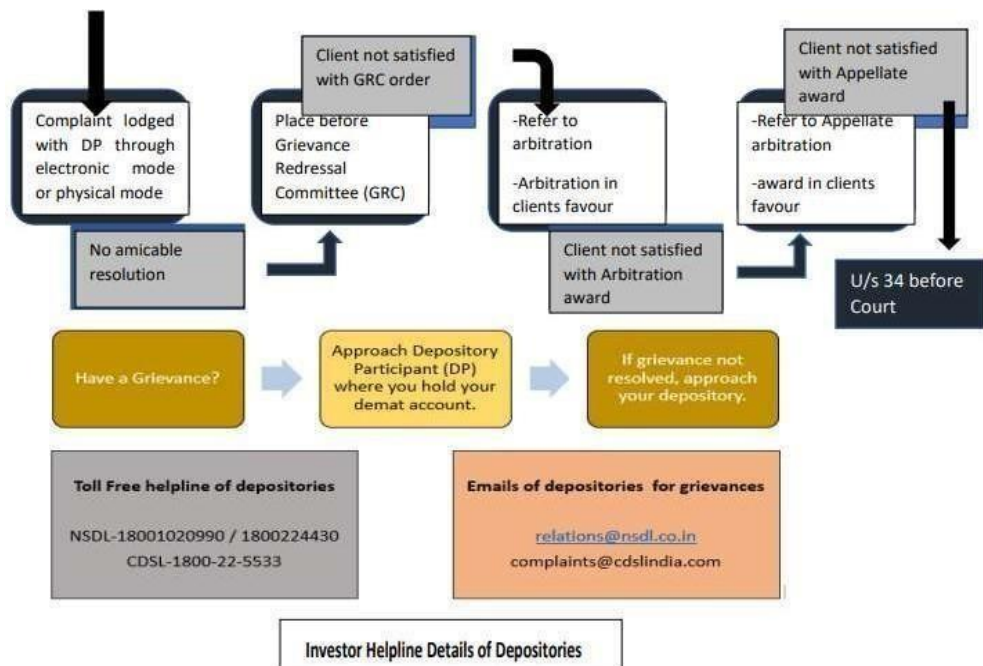 Complaint lodged
with DP through
electronic mode
or physical mode
No amicable
resolution
Client not satisfied
with GRC order
Place before
Grievance
Redressal
Committee (GRC)
-Refer to
arbitration
-Arbitration in
clients favour
Client not satisfied
with Arbitration
award
Client not satisfied
with Appellate
award
-Refer to Appellate
arbitration
-award in clients
favour
U/s 34 before
Court
Have a Grievance?
Approach Depository
Participant (DP)
where you hold your
demat account.
If grievance not
resolved, approach
your depository.
Toll Free helpline of depositories
NSDL-18001020990 / 1800224430
CDSL-1800-22-5533
Emails of depositories for grievances
relations@nsdl.co.in
complaints@cdslindia.com
Investor Helpline Details of Depositories